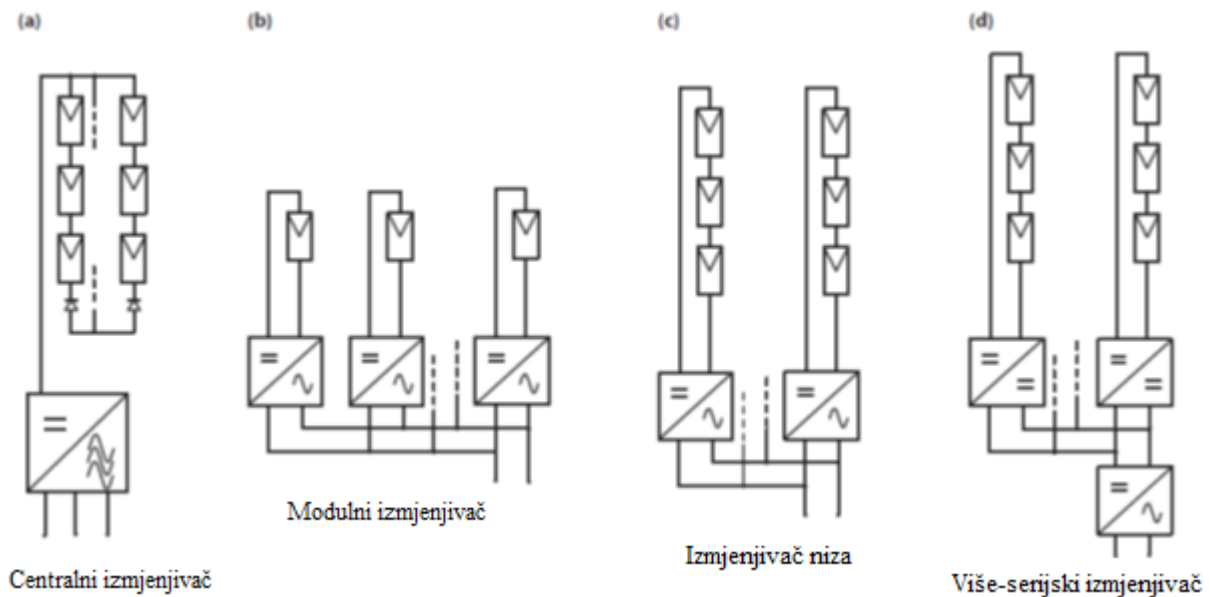 (a)
(b)
(c)
(d)
Centralni izmjenjivač
Modulni izmjenjivač
Izmjenjivač niza
Više-serijski izmjenjivač